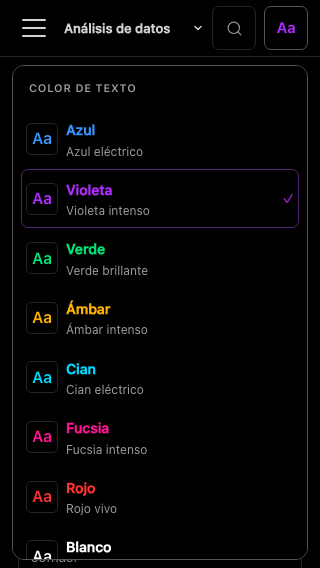 Análisis de datos
Aa
COLOR DE TEXTO
Aa
Azul
Azul eléctrico
Aa
Violeta
Violeta intenso
Aa
Verde
Verde brillante
Aa
Ámbar
Ámbar intenso
Aa
Cian
Cian eléctrico
Aa
Fucsia
Fucsia intenso
Aa
Rojo
Rojo vivo
Aa
Blanco